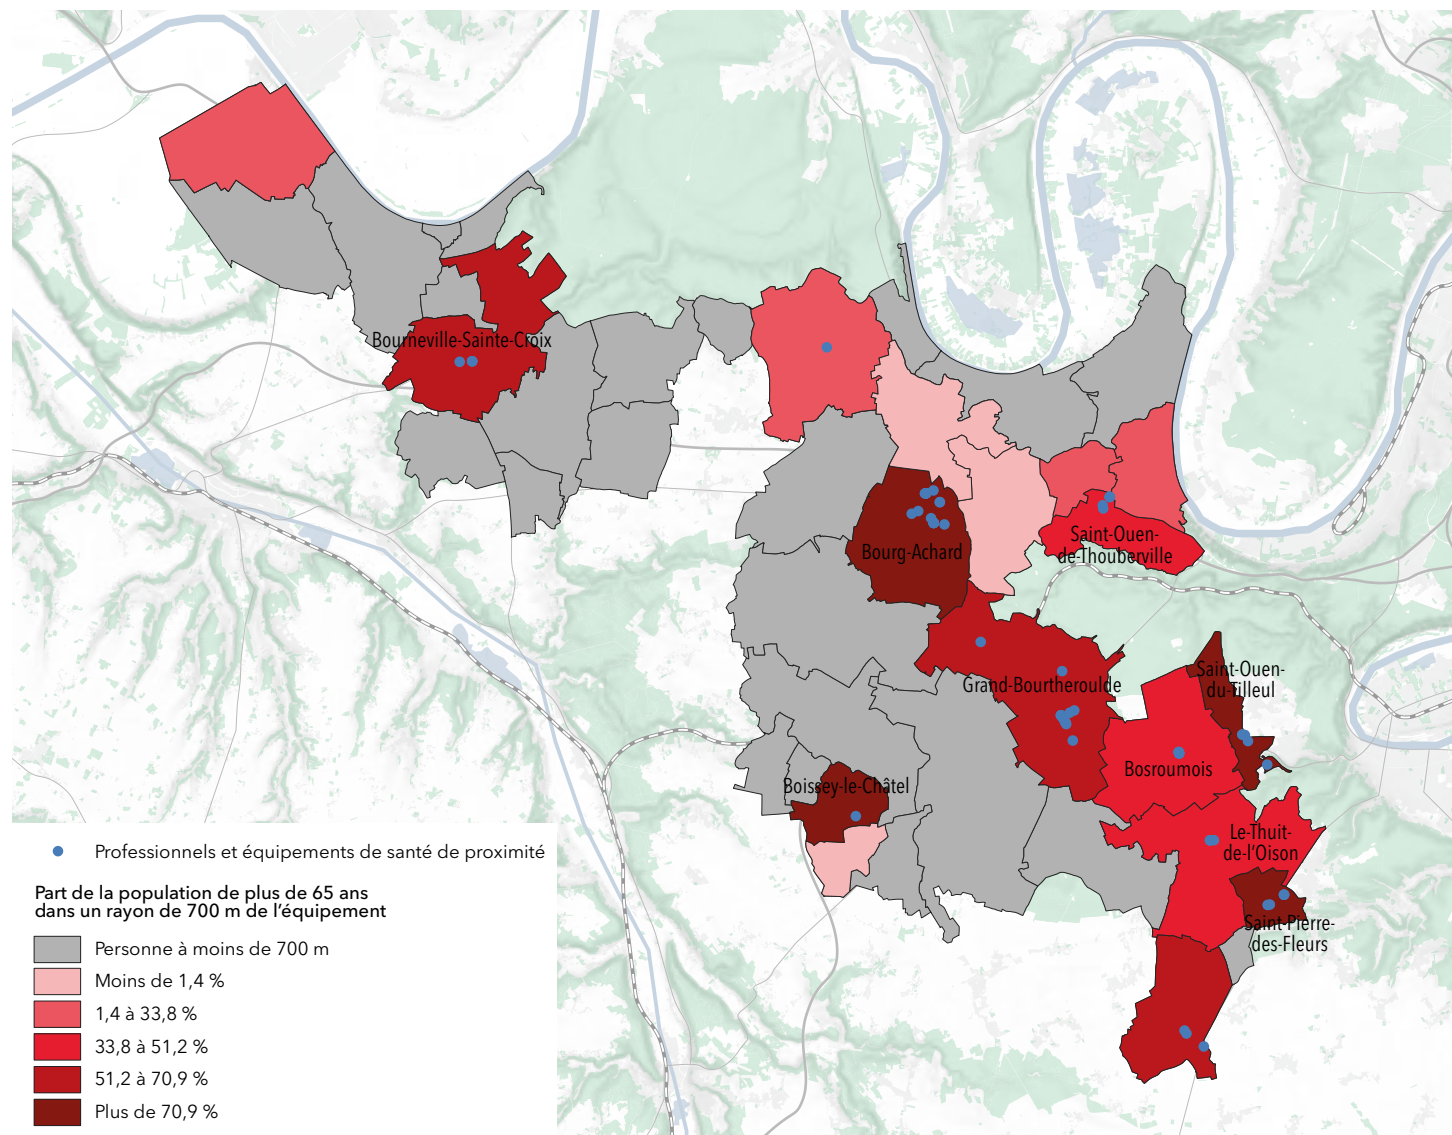 Bourneville-Sainte-Croix
Saint-Ouen-
de-Thouberville
Bourg-Achard
Saint-Ouen-
du-Tilleul
Grand-Bourtheroulde
Bosroumois
Boissey-le-Châtel
Le-Thuit-
de-l'Oison
Saint-Pierre-
des-Fleurs
Professionnels et équipements de santé de proximité
Part de la population de plus de 65 ans
dans un rayon de 700 m de l'équipement
Personne à moins de 700 m
Moins de 1,4 %
1,4 à 33,8 %
33,8 à 51,2 %
51,2 à 70,9 %
Plus de 70,9 %